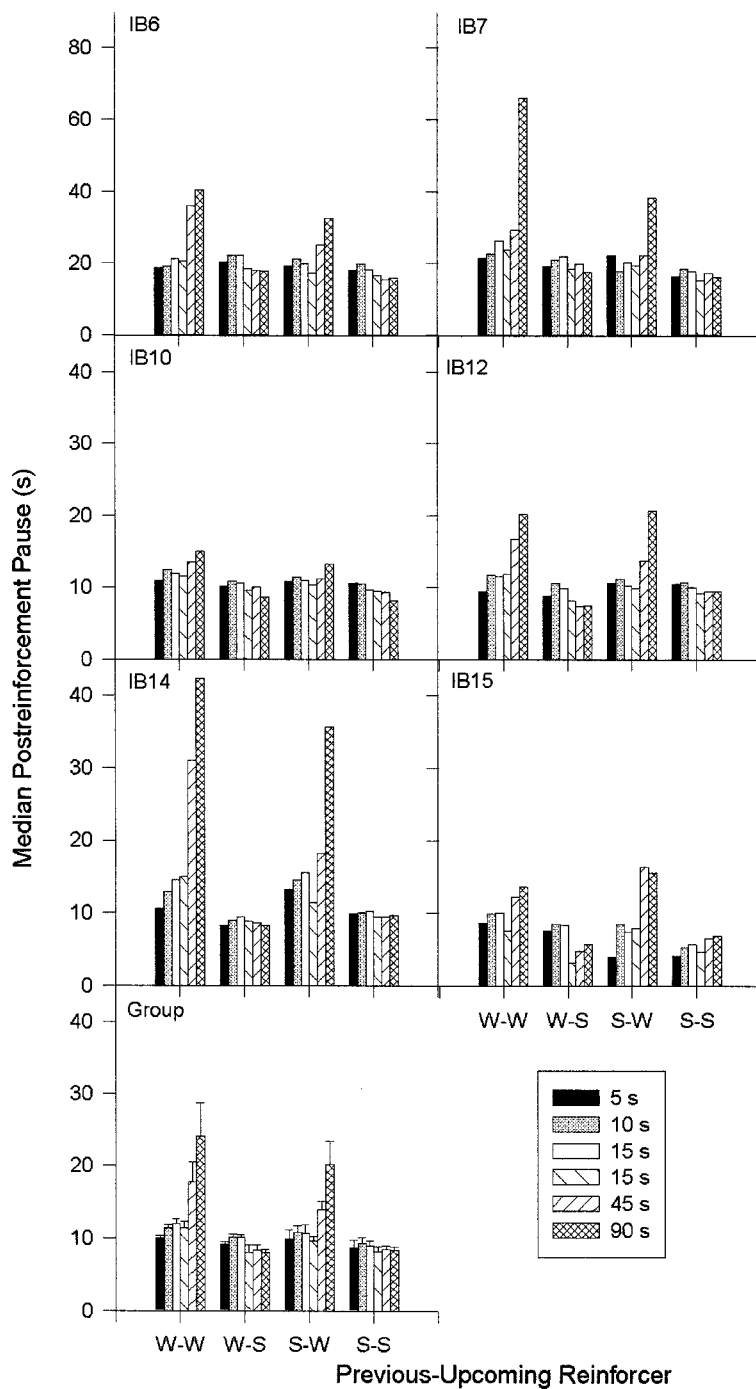 IB6
IB7
80
60
40
20
0
IB10
IB12
40
30
20
10
0
IB14
IB15
40
30
20
10
0
W-W W-S S-W S-S
Group
40
30
20
10
0
W-W W-S S-W S-S
5 s
10 s
15 s
15 s
45 s
90 s
Median Postreinforcement Pause (s)
Previous-Upcoming Reinforcer